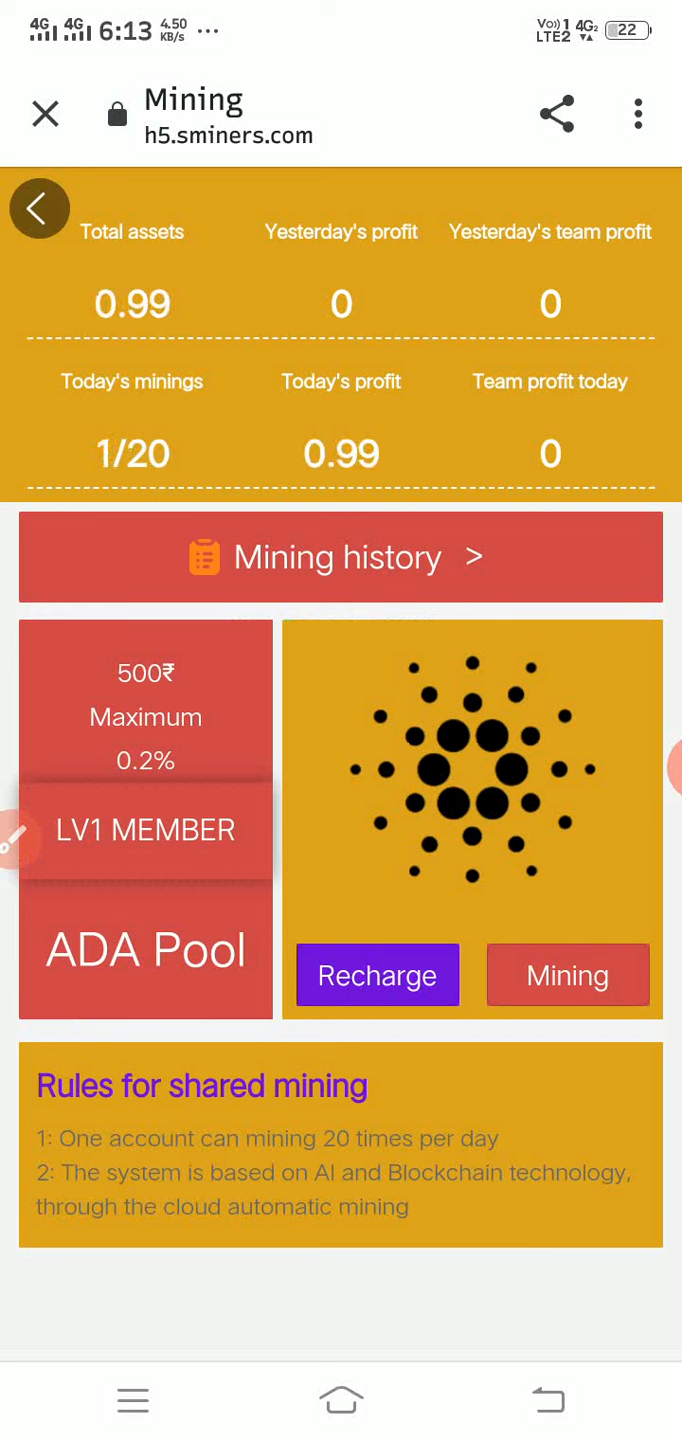 4G 4G 6:13 4.50 KB/s ... Vo)) 1 LTE2 4G2 22
Mining
h5.sminers.com
Total assets Yesterday's profit Yesterday's team profit
0.99 0 0
Today's minings Today's profit Team profit today
1/20 0.99 0
Mining history >
500₹
Maximum
0.2%
LV1 MEMBER
ADA Pool
Recharge Mining
Rules for shared mining
1: One account can mining 20 times per day
2: The system is based on AI and Blockchain technology,
through the cloud automatic mining